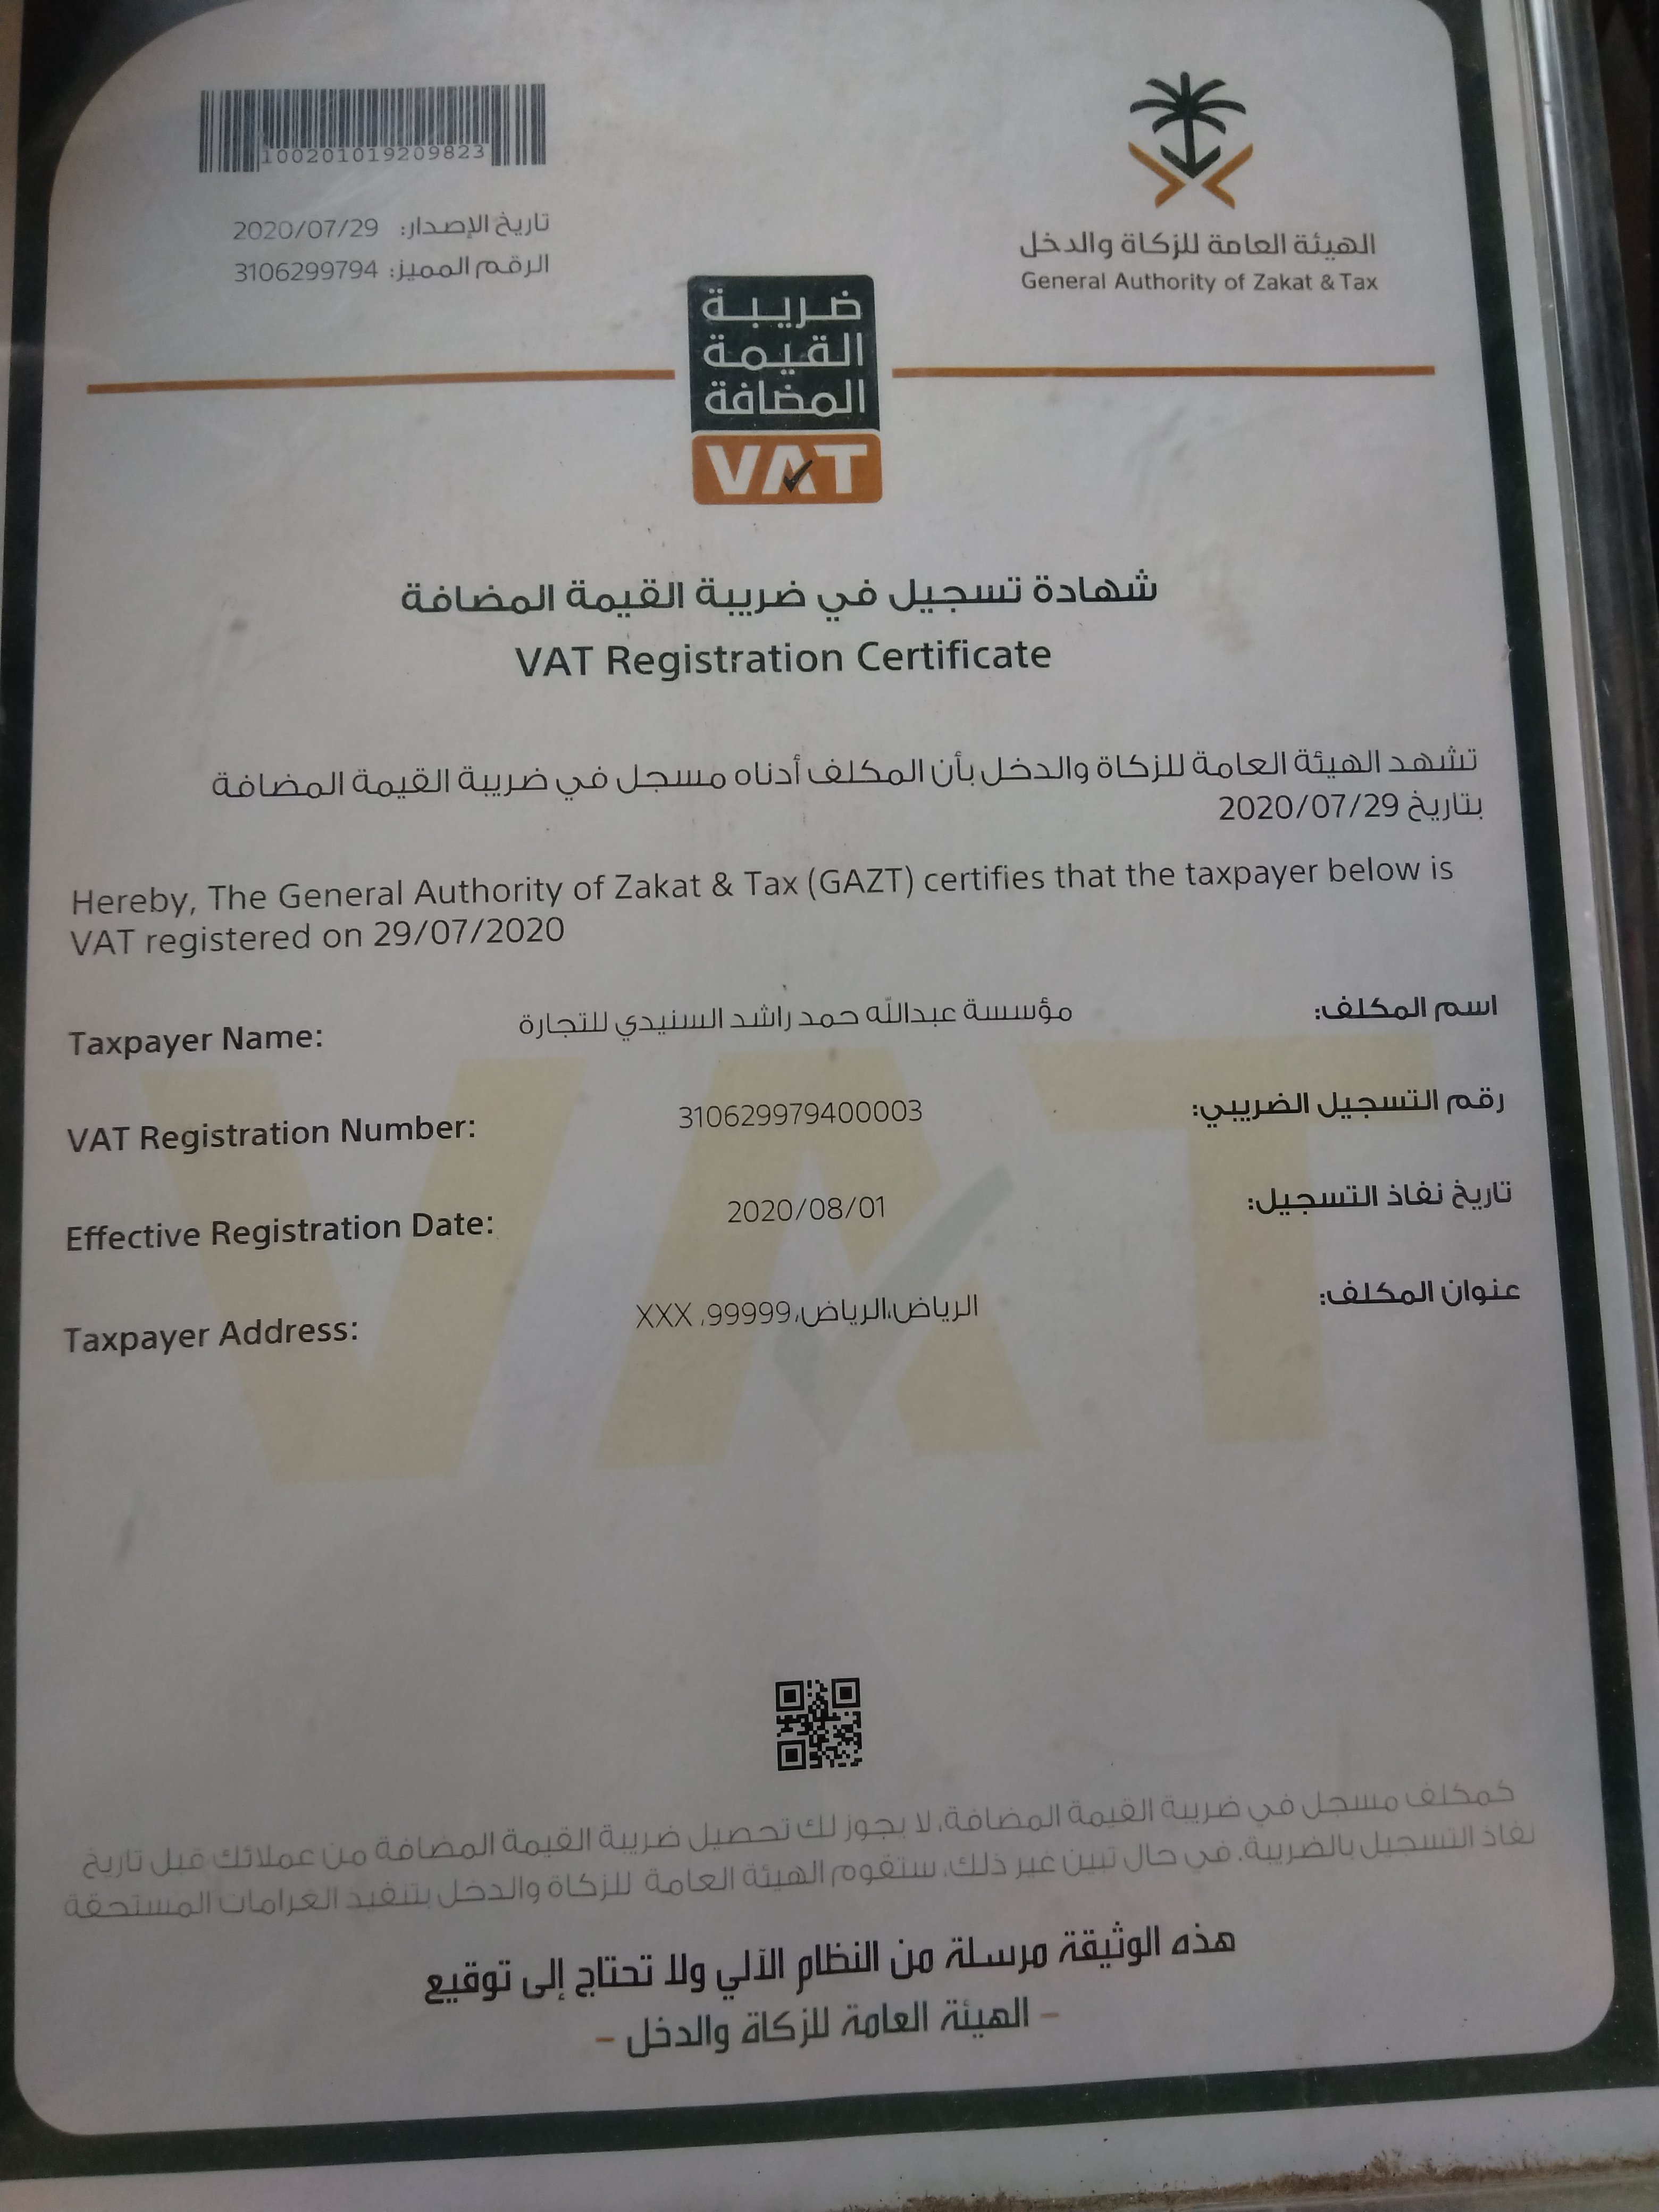 100201019209823
تاريخ الإصدار: 2020/07/29
الرقم المميز: 3106299794
الهيئة العامة للزكاة والدخل
General Authority of Zakat & Tax
ضريبة
القيمة
المضافة
VAT
شهادة تسجيل في ضريبة القيمة المضافة
VAT Registration Certificate
تشهد الهيئة العامة للزكاة والدخل بأن المكلف أدناه مسجل في ضريبة القيمة المضافة
بتاريخ 2020/07/29
Hereby, The General Authority of Zakat & Tax (GAZT) certifies that the taxpayer below is
VAT registered on 29/07/2020
Taxpayer Name: مؤسسة عبدالله حمد راشد السنيدي للتجارة اسم المكلف:
VAT Registration Number: 310629979400003 رقم التسجيل الضريبي:
Effective Registration Date: 2020/08/01 تاريخ نفاذ التسجيل:
Taxpayer Address: الرياض،الرياض،99999، XXX عنوان المكلف:
VAT
كمكلف مسجل في ضريبة القيمة المضافة، لا يجوز لك تحصيل ضريبة القيمة المضافة من عملائك قبل تاريخ
نفاذ التسجيل بالضريبة. في حال تبين غير ذلك، ستقوم الهيئة العامة للزكاة والدخل بتنفيذ الغرامات المستحقة
هذه الوثيقة مرسلة من النظام الآلي ولا تحتاج إلى توقيع
– الهيئة العامة للزكاة والدخل –